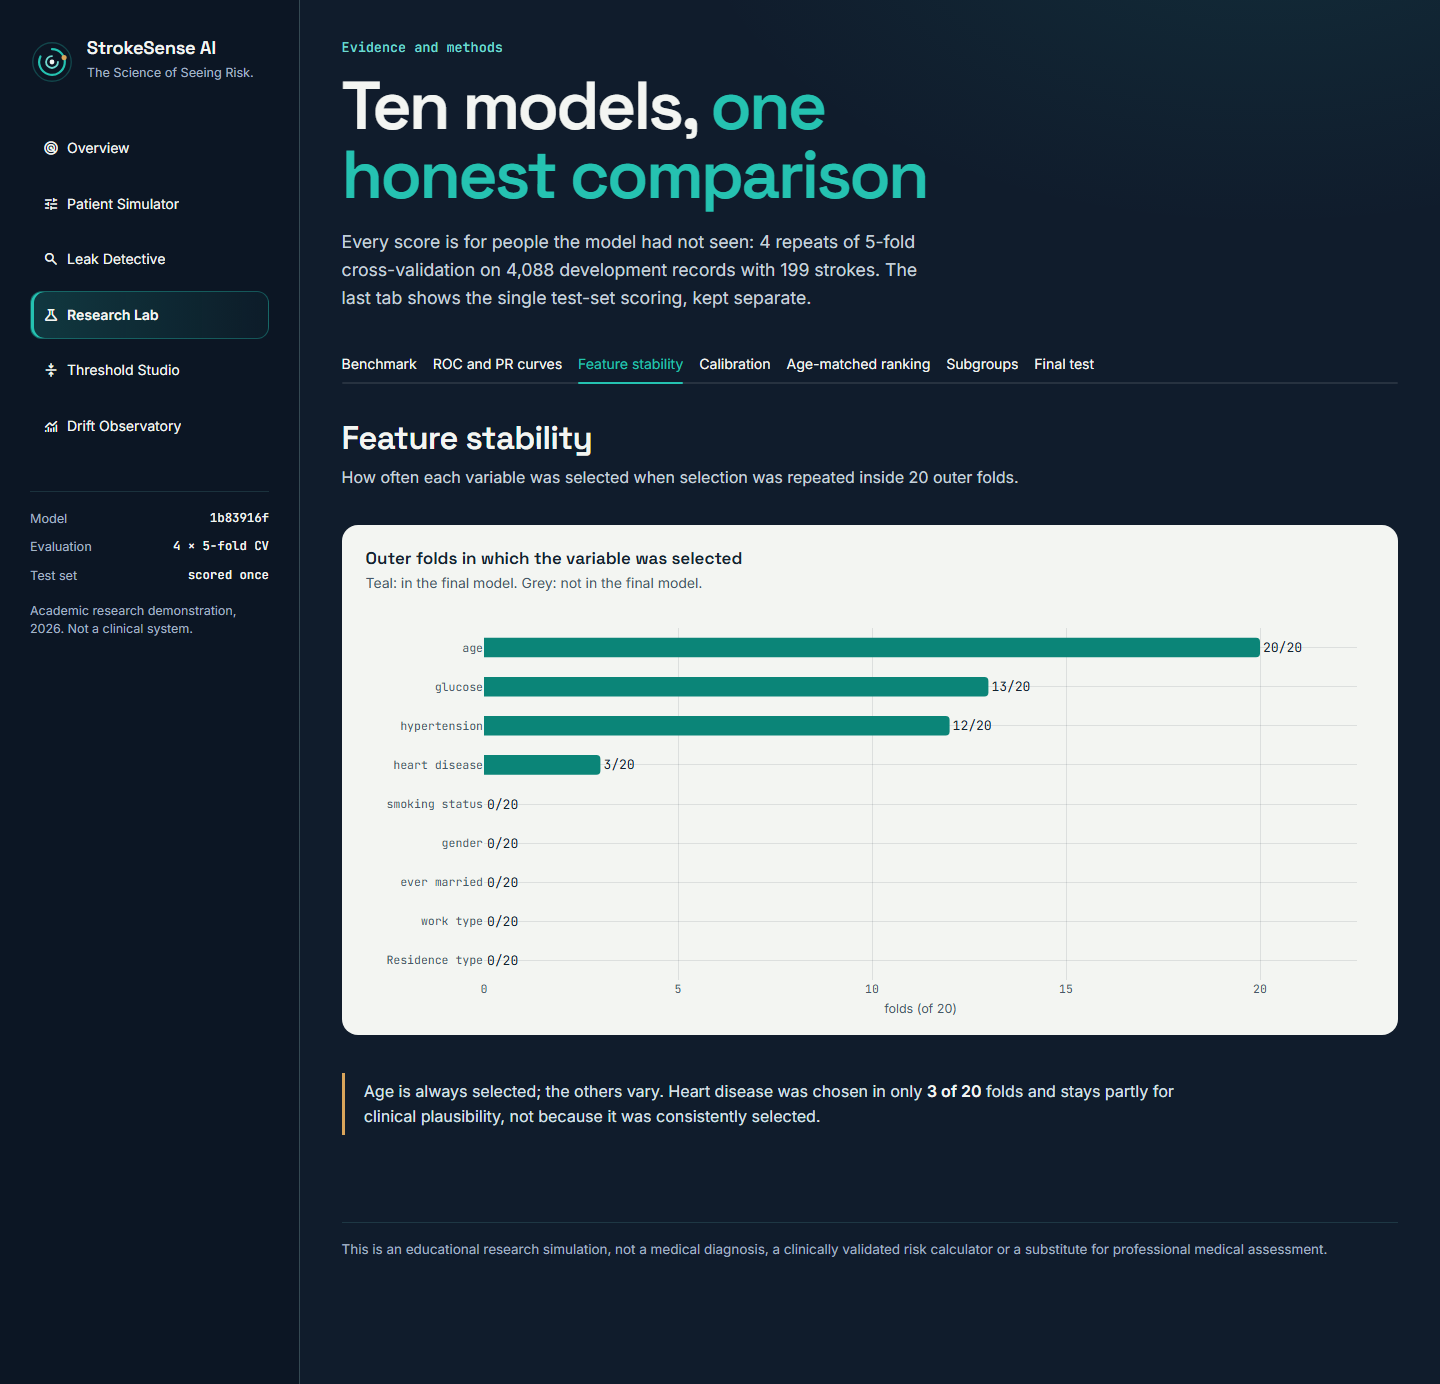 StrokeSense AI
The Science of Seeing Risk.
Overview
Patient Simulator
Leak Detective
Research Lab
Threshold Studio
Drift Observatory
Model 1b83916f
Evaluation 4 × 5-fold CV
Test set scored once
Academic research demonstration,
2026. Not a clinical system.
Evidence and methods
Ten models, one
honest comparison
Every score is for people the model had not seen: 4 repeats of 5-fold
cross-validation on 4,088 development records with 199 strokes. The
last tab shows the single test-set scoring, kept separate.
Benchmark ROC and PR curves Feature stability Calibration Age-matched ranking Subgroups Final test
Feature stability
How often each variable was selected when selection was repeated inside 20 outer folds.
Outer folds in which the variable was selected
Teal: in the final model. Grey: not in the final model.
age 20/20
glucose 13/20
hypertension 12/20
heart disease 3/20
smoking status 0/20
gender 0/20
ever married 0/20
work type 0/20
Residence type 0/20
0 5 10 15 20
folds (of 20)
Age is always selected; the others vary. Heart disease was chosen in only 3 of 20 folds and stays partly for
clinical plausibility, not because it was consistently selected.
This is an educational research simulation, not a medical diagnosis, a clinically validated risk calculator or a substitute for professional medical assessment.